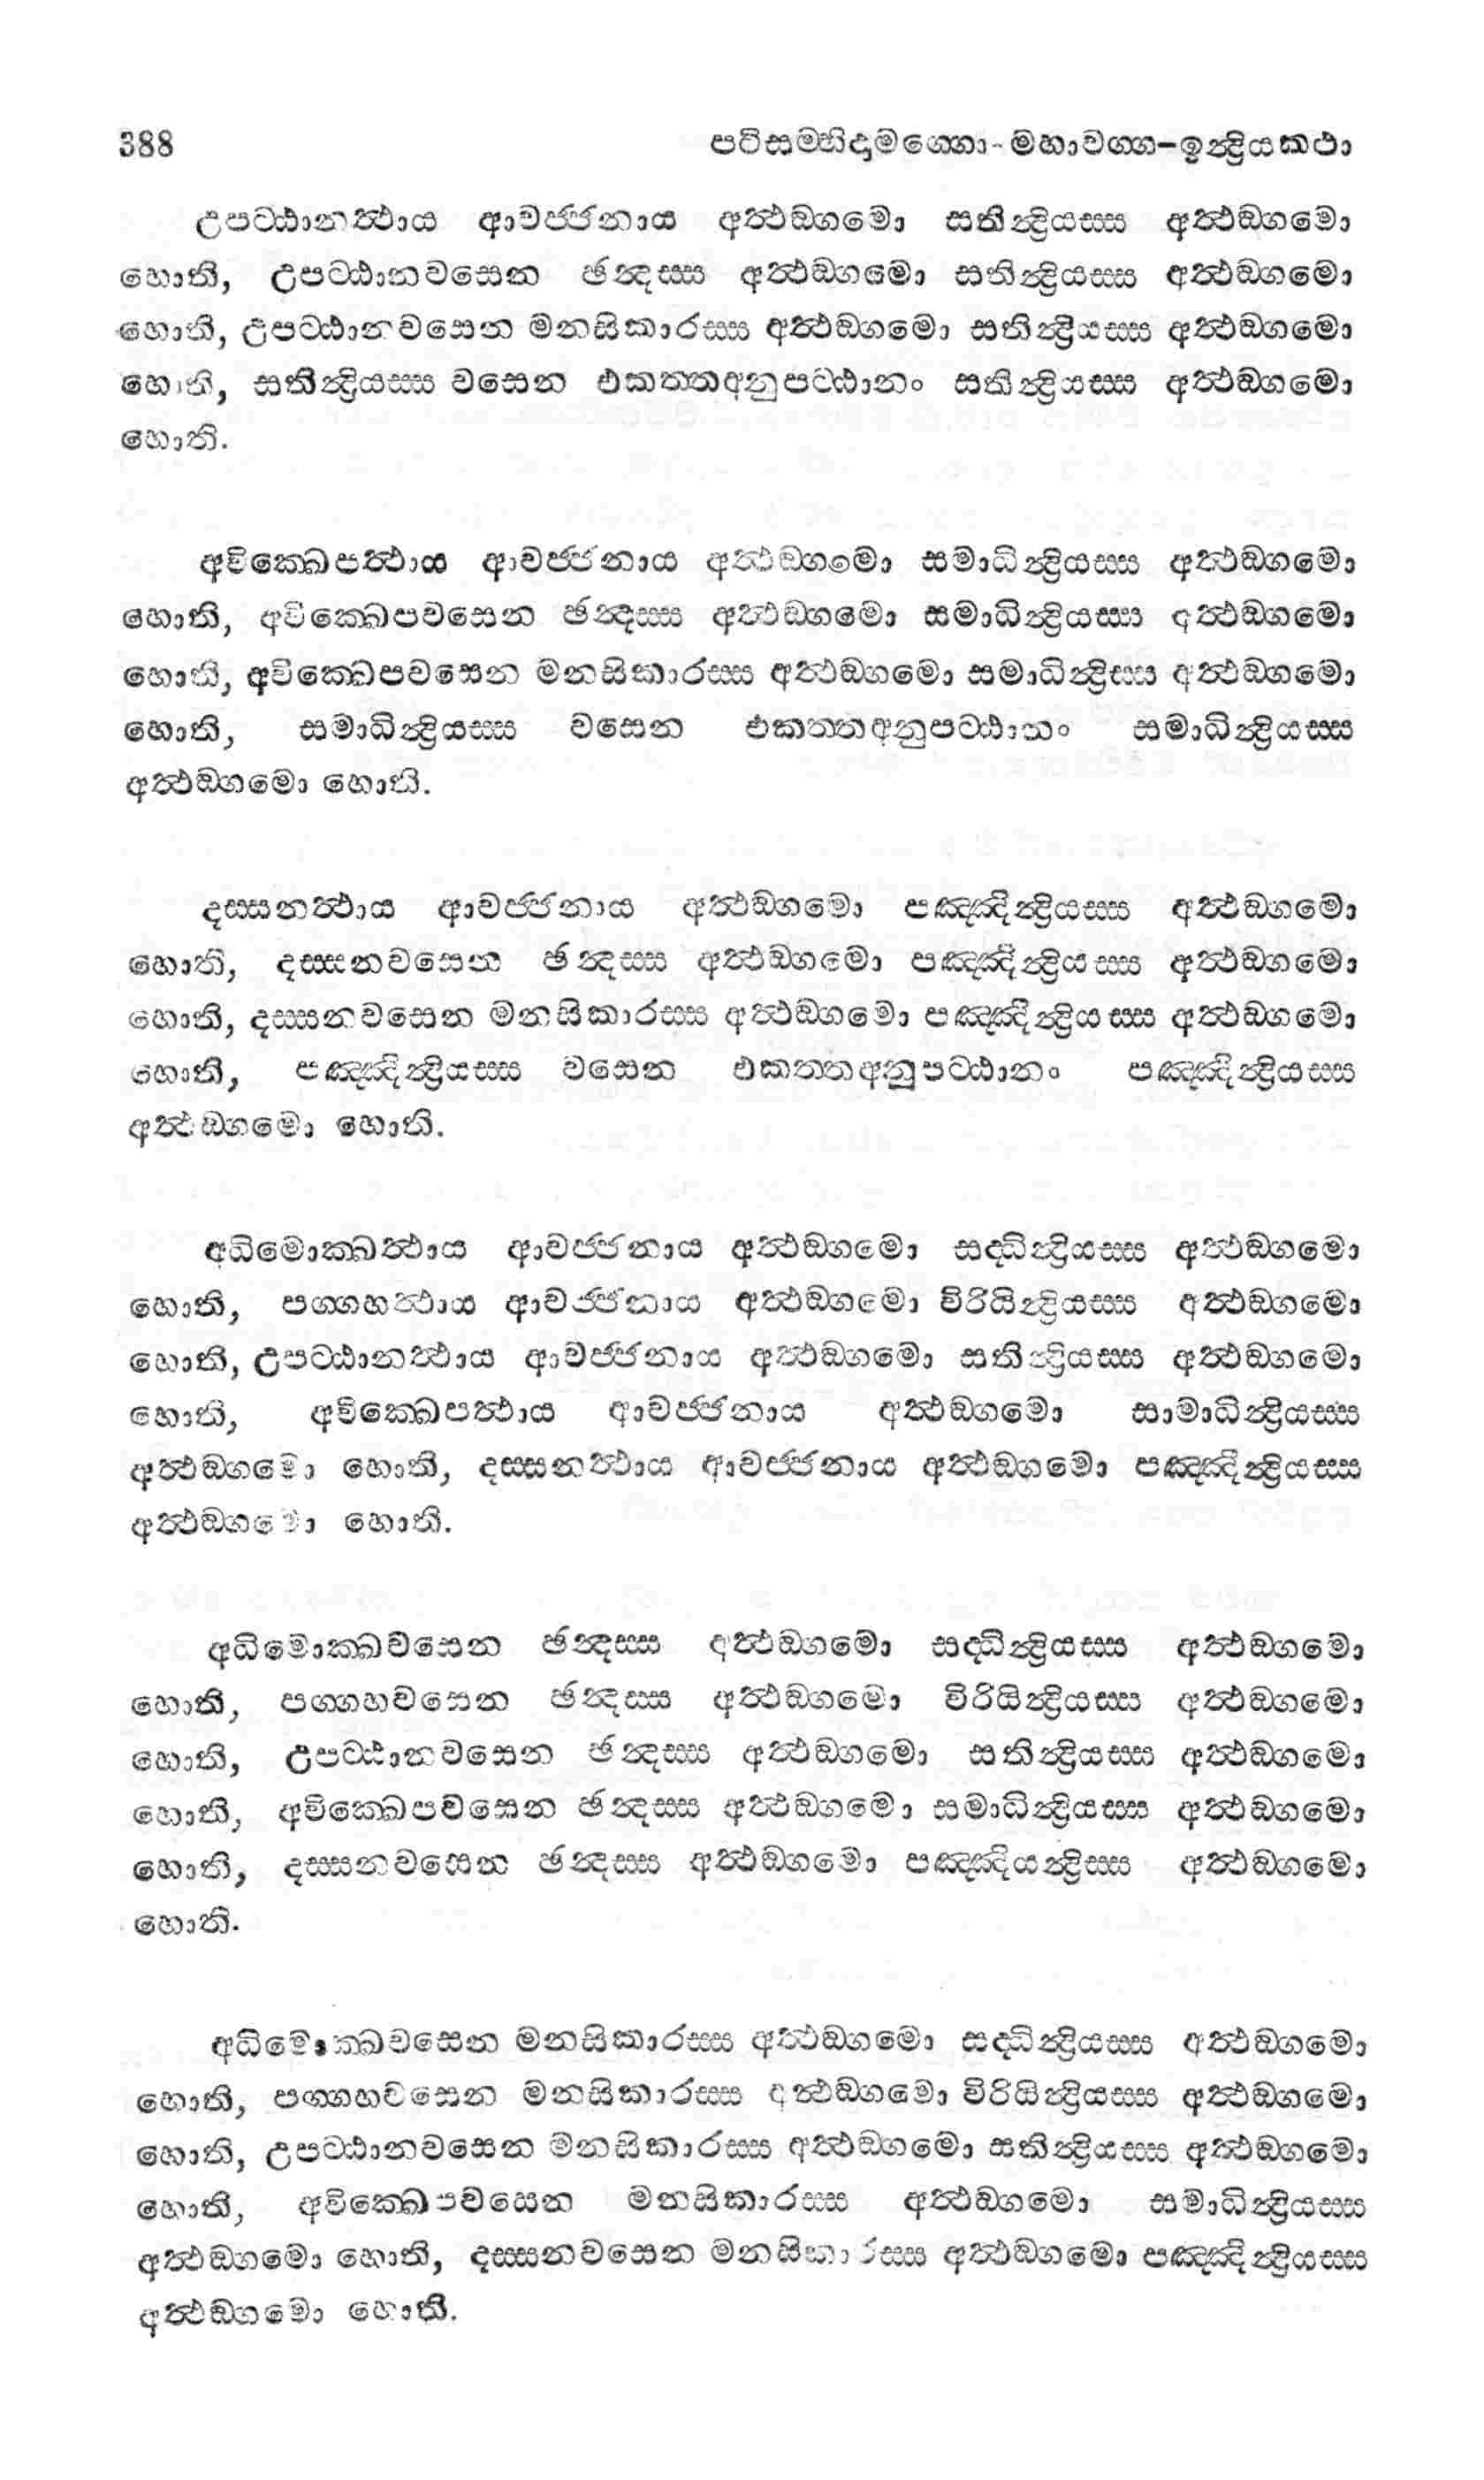 388 පටිසම්භිදාමග්ගො - මහාවග්ග-ඉන්ද්‍රියකථා
උපට්ඨානත්ථාය ආවජ්ජනාය අත්ථඞ්ගමො සතින්ද්‍රියස්ස අත්ථඞ්ගමො
හොති, උපට්ඨානවසෙන ඡන්දස්ස අත්ථඞ්ගමො සතින්ද්‍රියස්ස අත්ථඞ්ගමො
හොති, උපට්ඨානවසෙන මනසිකාරස්ස අත්ථඞ්ගමො සතින්ද්‍රියස්ස අත්ථඞ්ගමො
හොති, සතින්ද්‍රියස්ස වසෙන එකත්තඅනුපට්ඨානං සතින්ද්‍රියස්ස අත්ථඞ්ගමො
හොති.
අවික්ඛෙපත්ථාය ආවජ්ජනාය අත්ථඞ්ගමො සමාධින්ද්‍රියස්ස අත්ථඞ්ගමො
හොති, අවික්ඛෙපවසෙන ඡන්දස්ස අත්ථඞ්ගමො සමාධින්ද්‍රියස්ස අත්ථඞ්ගමො
හොති, අවික්ඛෙපවසෙන මනසිකාරස්ස අත්ථඞ්ගමො සමාධින්ද්‍රිස්ස අත්ථඞ්ගමො
හොති, සමාධින්ද්‍රියස්ස වසෙන එකත්තඅනුපට්ඨානං සමාධින්ද්‍රියස්ස
අත්ථඞ්ගමො හොති.
දස්සනත්ථාය ආවජ්ජනාය අත්ථඞ්ගමො පඤ්ඤින්ද්‍රියස්ස අත්ථඞ්ගමො
හොති, දස්සනවසෙන ඡන්දස්ස අත්ථඞ්ගමො පඤ්ඤින්ද්‍රියස්ස අත්ථඞ්ගමො
හොති, දස්සනවසෙන මනසිකාරස්ස අත්ථඞ්ගමො පඤ්ඤින්ද්‍රියස්ස අත්ථඞ්ගමො
හොති, පඤ්ඤින්ද්‍රියස්ස වසෙන එකත්තඅනුපට්ඨානං පඤ්ඤින්ද්‍රියස්ස
අත්ථඞ්ගමො හොති.
අධිමොක්ඛත්ථාය ආවජ්ජනාය අත්ථඞ්ගමො සද්ධින්ද්‍රියස්ස අත්ථඞ්ගමො
හොති, පග්ගහත්ථාය ආවජ්ජනාය අත්ථඞ්ගමො විරියින්ද්‍රියස්ස අත්ථඞ්ගමො
හොති, උපට්ඨානත්ථාය ආවජ්ජනාය අත්ථඞ්ගමො සතින්ද්‍රියස්ස අත්ථඞ්ගමො
හොති, අවික්ඛෙපත්ථාය ආවජ්ජනාය අත්ථඞ්ගමො සාමාධින්ද්‍රියස්ස
අත්ථඞ්ගමො හොති, දස්සනත්ථාය ආවජ්ජනාය අත්ථඞ්ගමො පඤ්ඤින්ද්‍රියස්ස
අත්ථඞ්ගමො හොති.
අධිමොක්ඛවසෙන ඡන්දස්ස අත්ථඞ්ගමො සද්ධින්ද්‍රියස්ස අත්ථඞ්ගමො
හොති, පග්ගහවසෙන ඡන්දස්ස අත්ථඞ්ගමො විරියින්ද්‍රියස්ස අත්ථඞ්ගමො
හොති, උපට්ඨානවසෙන ඡන්දස්ස අත්ථඞ්ගමො සතින්ද්‍රියස්ස අත්ථඞ්ගමො
හොති, අවික්ඛෙපවසෙන ඡන්දස්ස අත්ථඞ්ගමො සමාධින්ද්‍රියස්ස අත්ථඞ්ගමො
හොති, දස්සනවසෙන ඡන්දස්ස අත්ථඞ්ගමො පඤ්ඤියන්ද්‍රිස්ස අත්ථඞ්ගමො
හොති.
අධිමොක්ඛවසෙන මනසිකාරස්ස අත්ථඞ්ගමො සද්ධින්ද්‍රියස්ස අත්ථඞ්ගමො
හොති, පග්ගහවසෙන මනසිකාරස්ස අත්ථඞ්ගමො විරියින්ද්‍රියස්ස අත්ථඞ්ගමො
හොති, උපට්ඨානවසෙන මනසිකාරස්ස අත්ථඞ්ගමො සතින්ද්‍රියස්ස අත්ථඞ්ගමො
හොති, අවික්ඛෙපවසෙන මනසිකාරස්ස අත්ථඞ්ගමො සමාධින්ද්‍රියස්ස
අත්ථඞ්ගමො හොති, දස්සනවසෙන මනසිකාරස්ස අත්ථඞ්ගමො පඤ්ඤින්ද්‍රියස්ස
අත්ථඞ්ගමො හොති.